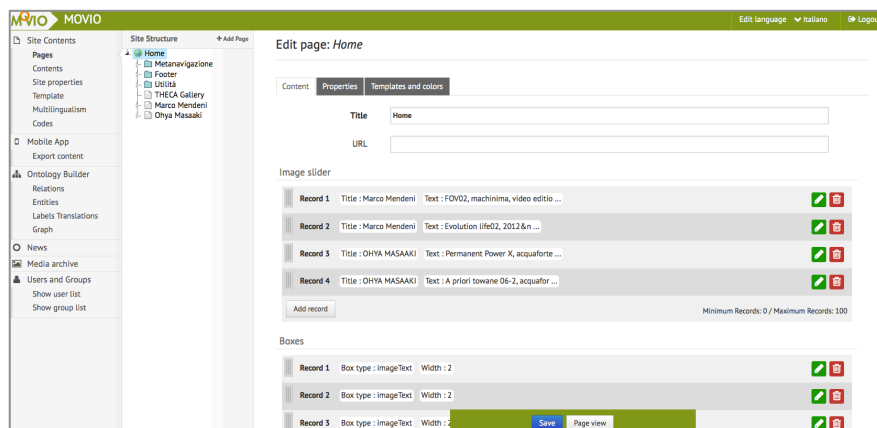 MOVIO MOVIO
Edit language Italiano Logou
Site Contents
Pages
Contents
Site properties
Template
Multilingualism
Codes
Mobile App
Export content
Ontology Builder
Relations
Entities
Labels Translations
Graph
News
Media archive
Users and Groups
Show user list
Show group list
Site Structure + Add Page
Home
Metanavigazione
Footer
Utilità
THECA Gallery
Marco Mendeni
Ohya Masaaki
Edit page: Home
Content Properties Templates and colors
Title Home
URL
Image slider
Record 1 Title : Marco Mendeni Text : FOV02, machinima, video editio ...
Record 2 Title : Marco Mendeni Text : Evolution life02, 2012&n ...
Record 3 Title : OHYA MASAAKI Text : Permanent Power X, acquaforte ...
Record 4 Title : OHYA MASAAKI Text : A priori towane 06-2, acquafor ...
Add record Minimum Records: 0 / Maximum Records: 100
Boxes
Record 1 Box type : imageText Width : 2
Record 2 Box type : imageText Width : 2
Record 3 Box type : imageText Width : 2
Save Page view